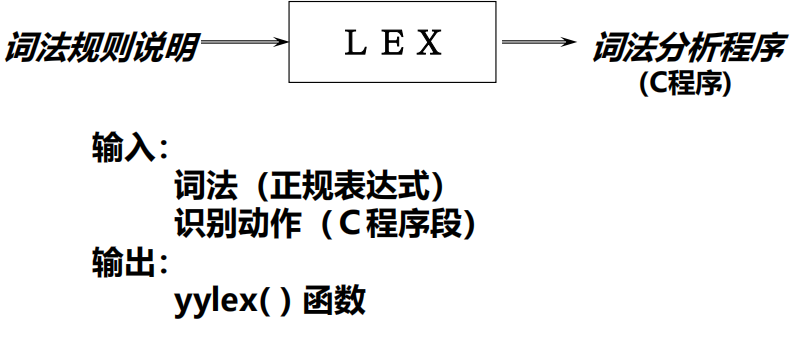 词法规则说明 LEX 词法分析程序
(C程序)
输入：
词法（正规表达式）
识别动作（C程序段）
输出：
yylex( ) 函数